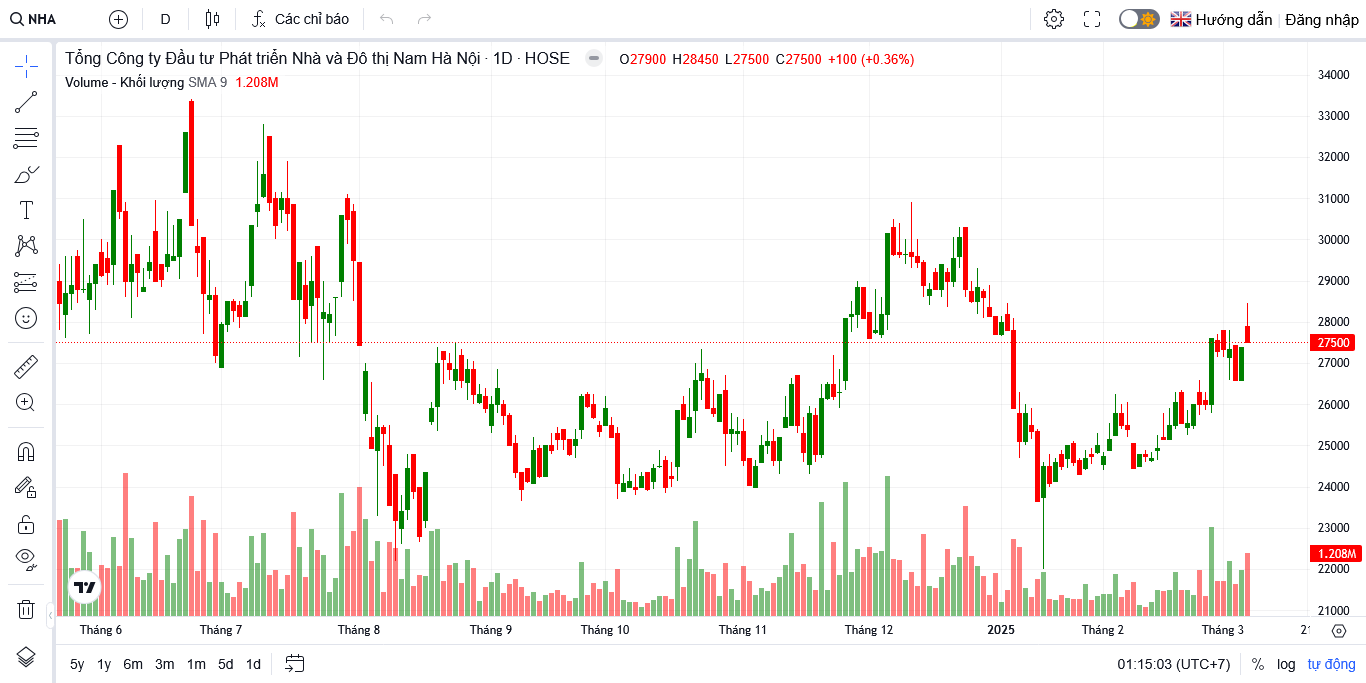 NHA D Các chỉ báo Hướng dẫn Đăng nhập
Tổng Công ty Đầu tư Phát triển Nhà và Đô thị Nam Hà Nội · 1D · HOSE O27900 H28450 L27500 C27500 +100 (+0.36%)
Volume - Khối lượng SMA 9 1.208M
34000
33000
32000
31000
30000
29000
28000
27500
27000
26000
25000
24000
23000
1.208M
22000
21000
Tháng 6 Tháng 7 Tháng 8 Tháng 9 Tháng 10 Tháng 11 Tháng 12 2025 Tháng 2 Tháng 3
5y 1y 6m 3m 1m 5d 1d 01:15:03 (UTC+7) % log tự động